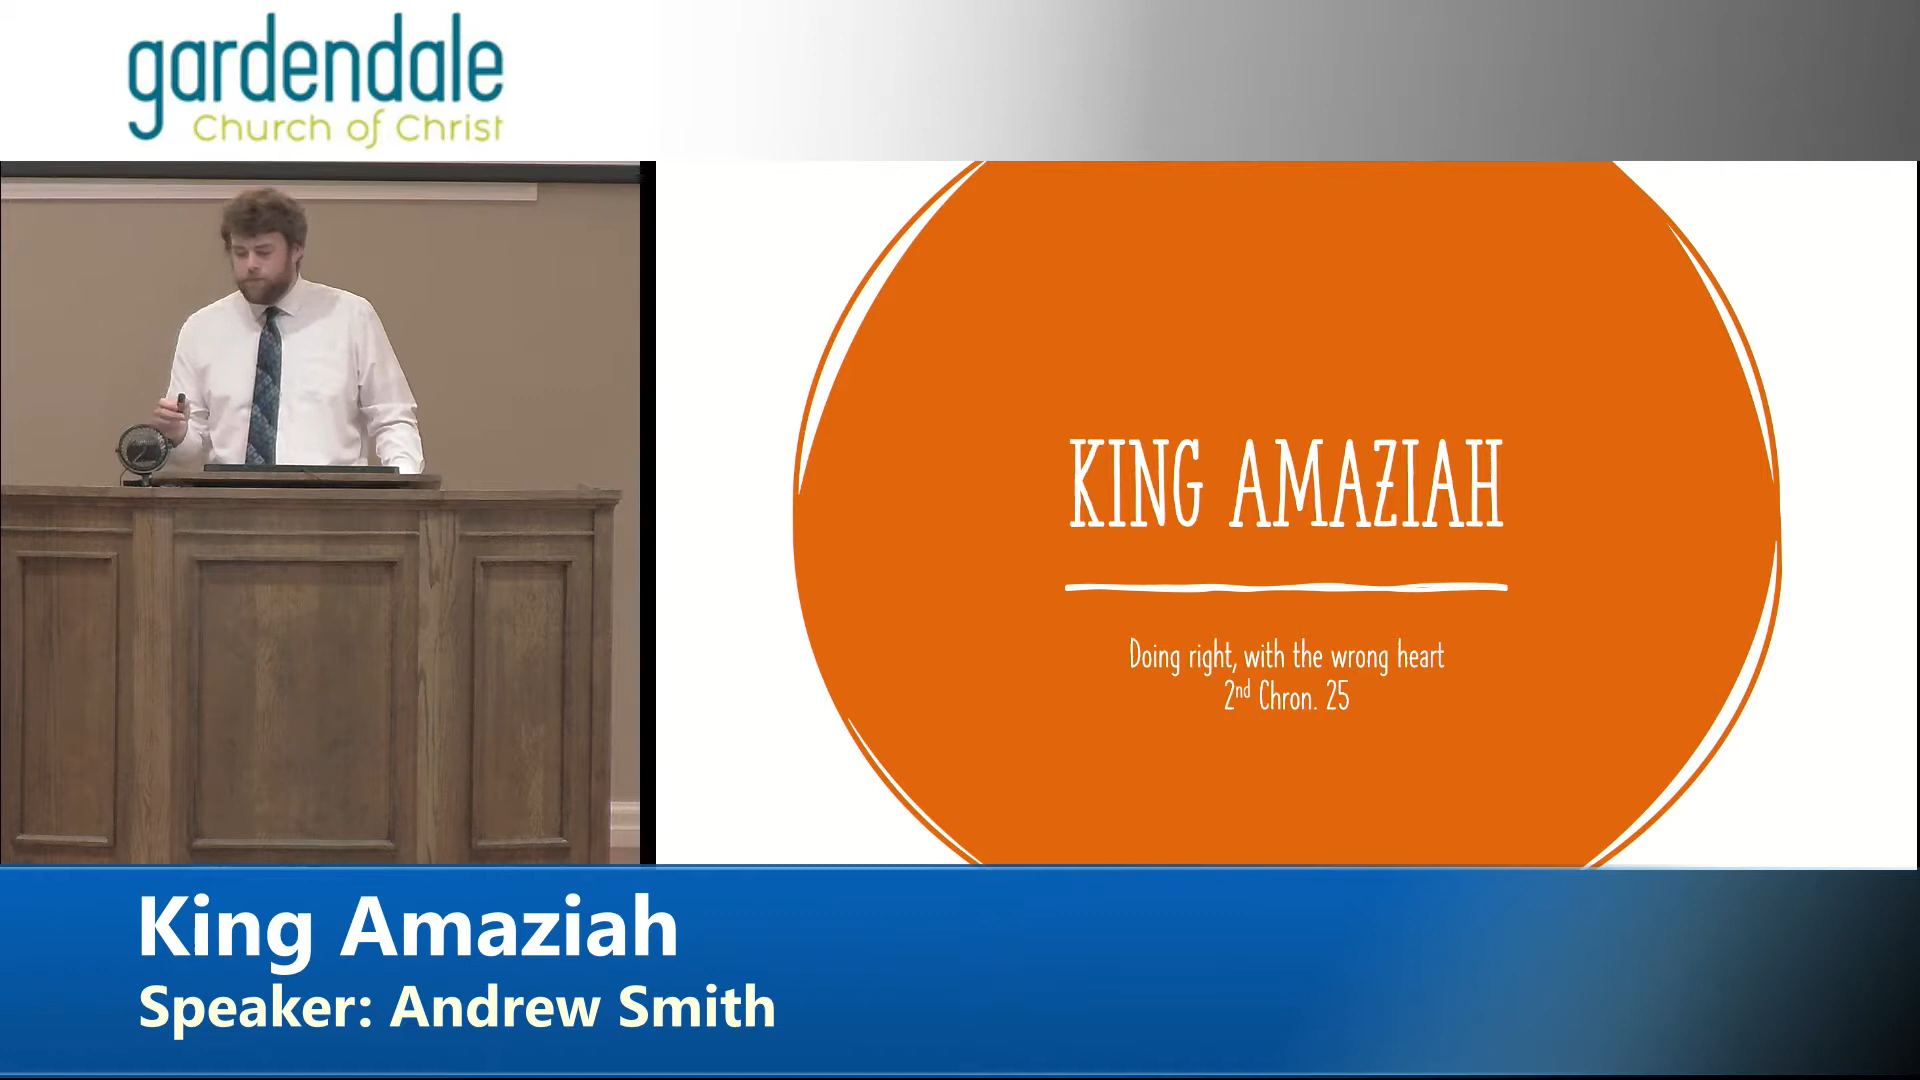 gardendale
Church of Christ
KING AMAZIAH
Doing right, with the wrong heart
2nd Chron. 25
King Amaziah
Speaker: Andrew Smith